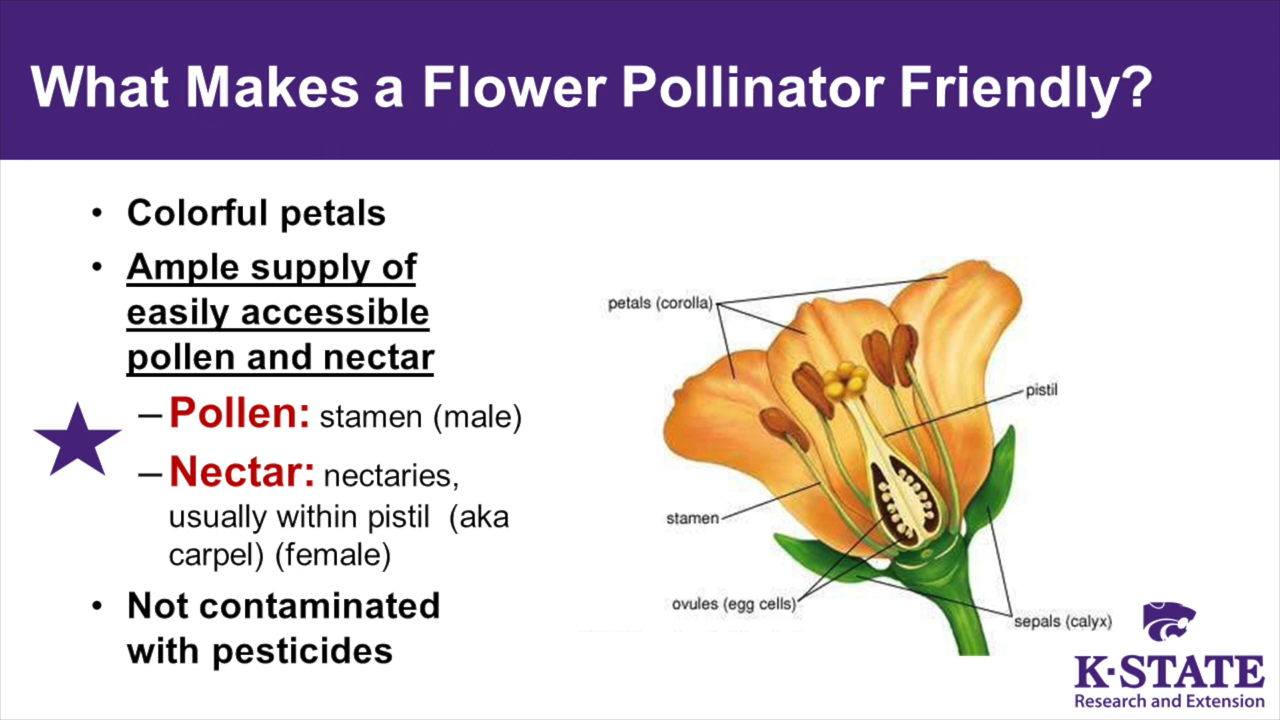 What Makes a Flower Pollinator Friendly?
• Colorful petals
• Ample supply of
easily accessible
pollen and nectar
– Pollen: stamen (male)
– Nectar: nectaries,
usually within pistil (aka
carpel) (female)
• Not contaminated
with pesticides
petals (corolla)
pistil
stamen
ovules (egg cells)
sepals (calyx)
K-STATE
Research and Extension